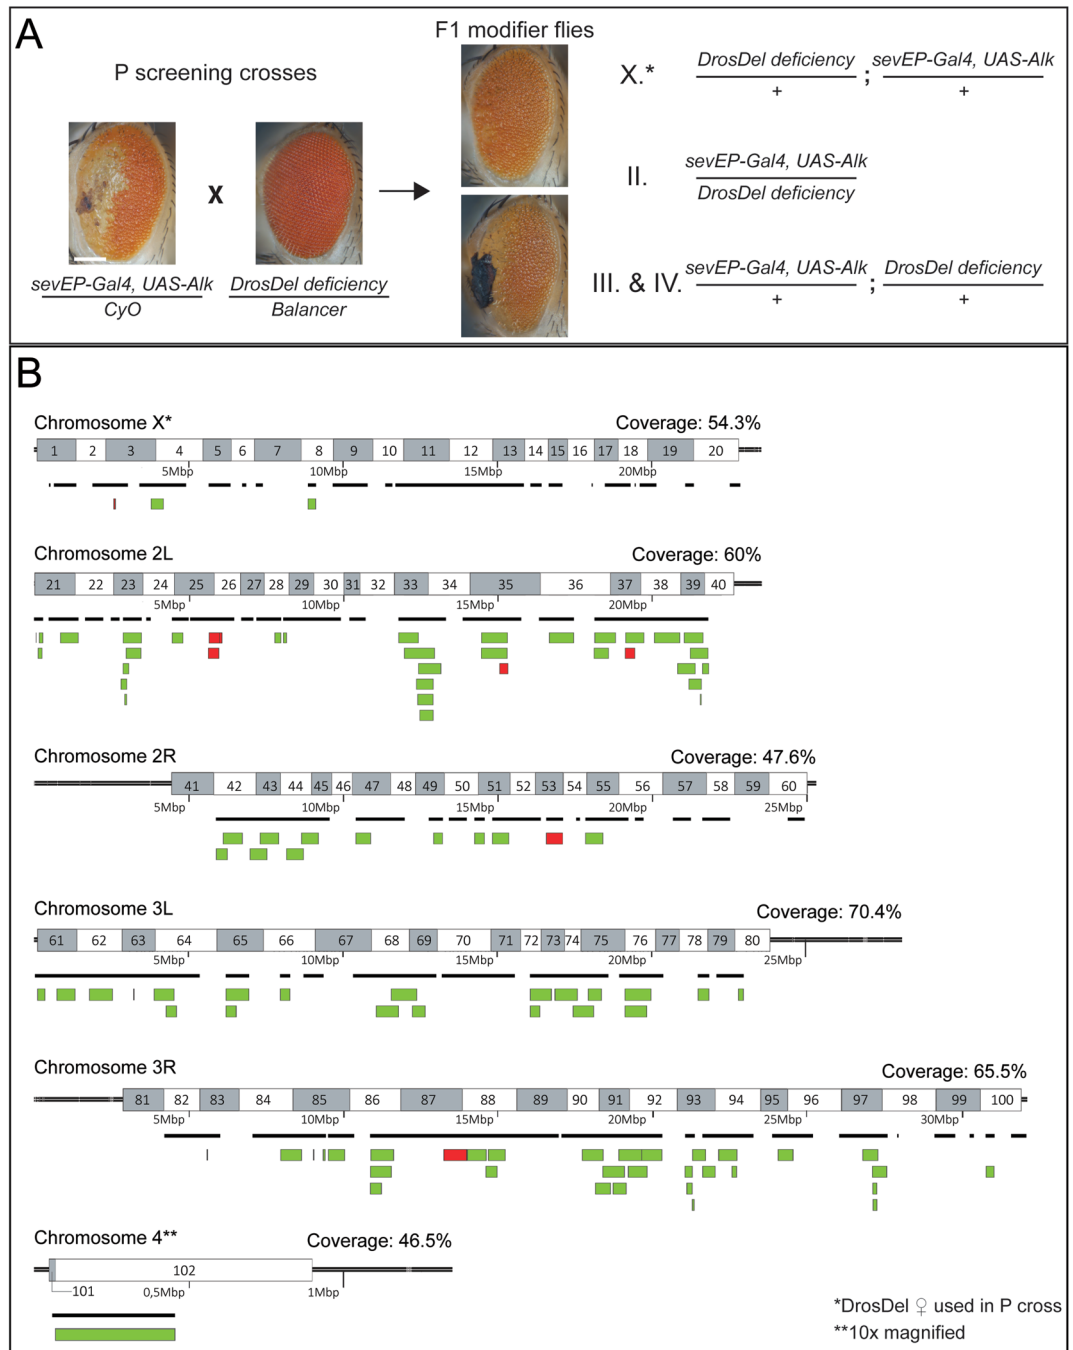 A
F1 modifier flies
P screening crosses
X.* DrosDel deficiency ; sevEP-Gal4, UAS-Alk
+ +
x
sevEP-Gal4, UAS-Alk
II.
DrosDel deficiency
sevEP-Gal4, UAS-Alk DrosDel deficiency
CyO Balancer
III. & IV. sevEP-Gal4, UAS-Alk ; DrosDel deficiency
+ +
B
Chromosome X* Coverage: 54.3%
1 2 3 4 5 6 7 8 9 10 11 12 13 14 15 16 17 18 19 20
5Mbp 10Mbp 15Mbp 20Mbp
Chromosome 2L Coverage: 60%
21 22 23 24 25 26 27 28 29 30 31 32 33 34 35 36 37 38 39 40
5Mbp 10Mbp 15Mbp 20Mbp
Chromosome 2R Coverage: 47.6%
41 42 43 44 45 46 47 48 49 50 51 52 53 54 55 56 57 58 59 60
5Mbp 10Mbp 15Mbp 20Mbp 25Mbp
Chromosome 3L Coverage: 70.4%
61 62 63 64 65 66 67 68 69 70 71 72 73 74 75 76 77 78 79 80
5Mbp 10Mbp 15Mbp 20Mbp 25Mbp
Chromosome 3R Coverage: 65.5%
81 82 83 84 85 86 87 88 89 90 91 92 93 94 95 96 97 98 99 100
5Mbp 10Mbp 15Mbp 20Mbp 25Mbp 30Mbp
Chromosome 4** Coverage: 46.5%
102
101 0,5Mbp 1Mbp
*DrosDel ♀ used in P cross
**10x magnified